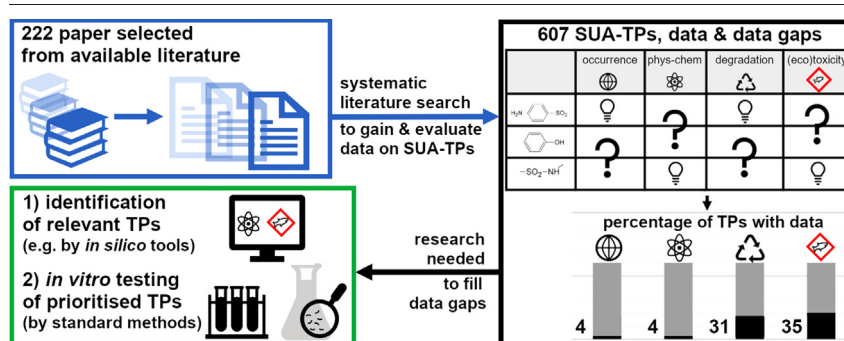 222 paper selected
from available literature
systematic
literature search
to gain & evaluate
data on SUA-TPs
607 SUA-TPs, data & data gaps
occurrence phys-chem degradation (eco)toxicity
H₂N SO₂
? ?
OH
? ?
-SO₂-NH
percentage of TPs with data
4 4 31 35
research
needed
to fill
data gaps
1) identification
of relevant TPs
(e.g. by in silico tools)
2) in vitro testing
of prioritised TPs
(by standard methods)